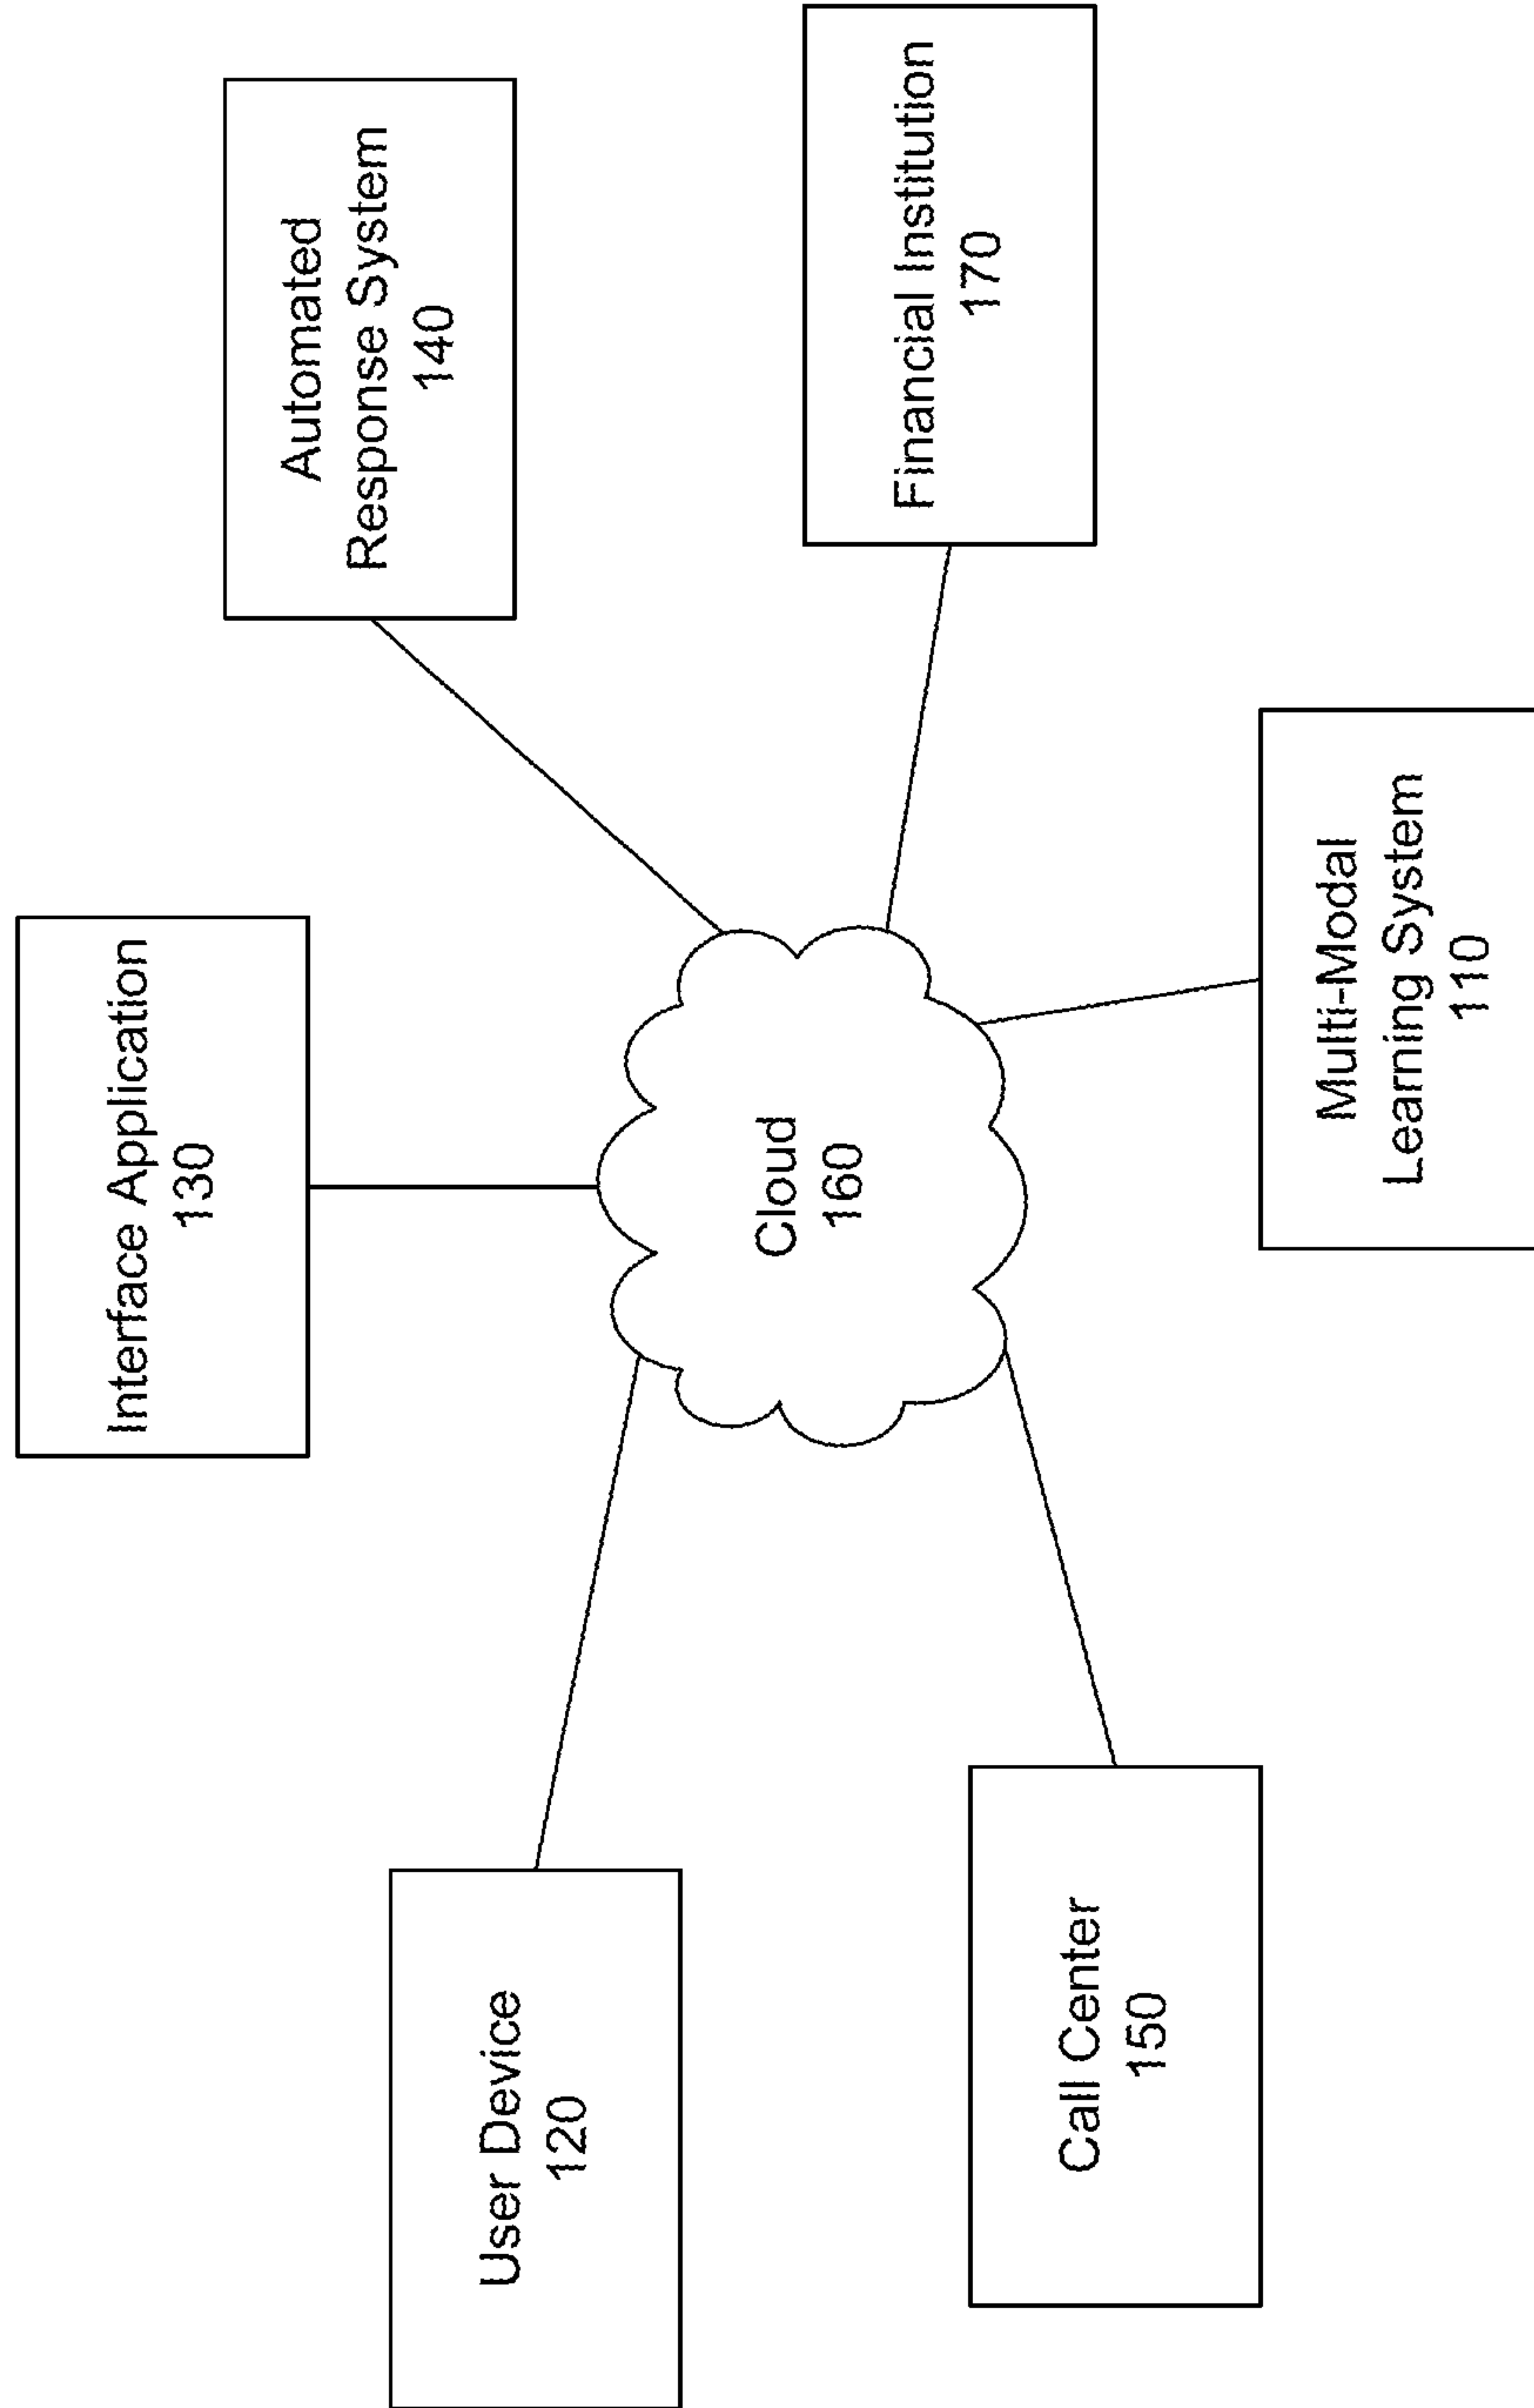 Interface Application
130
Automated
Response System
140
User Device
120
Cloud
160
Financial Institution
170
Call Center
150
Multi-Modal
Learning System
110